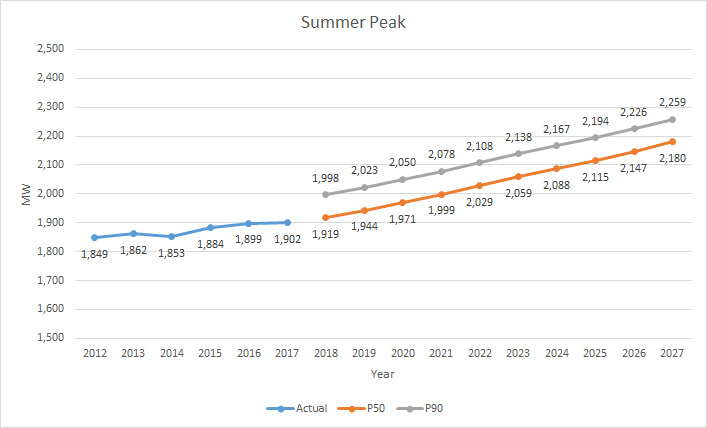 Summer Peak
2,500
2,400
2,300
2,200
2,100
2,000
1,900
1,800
1,700
1,600
1,500
MW
1,849 1,862 1,853 1,884 1,899 1,902
1,998 2,023 2,050 2,078 2,108 2,138 2,167 2,194 2,226 2,259
1,919 1,944 1,971 1,999 2,029 2,059 2,088 2,115 2,147 2,180
2012 2013 2014 2015 2016 2017 2018 2019 2020 2021 2022 2023 2024 2025 2026 2027
Year
Actual P50 P90